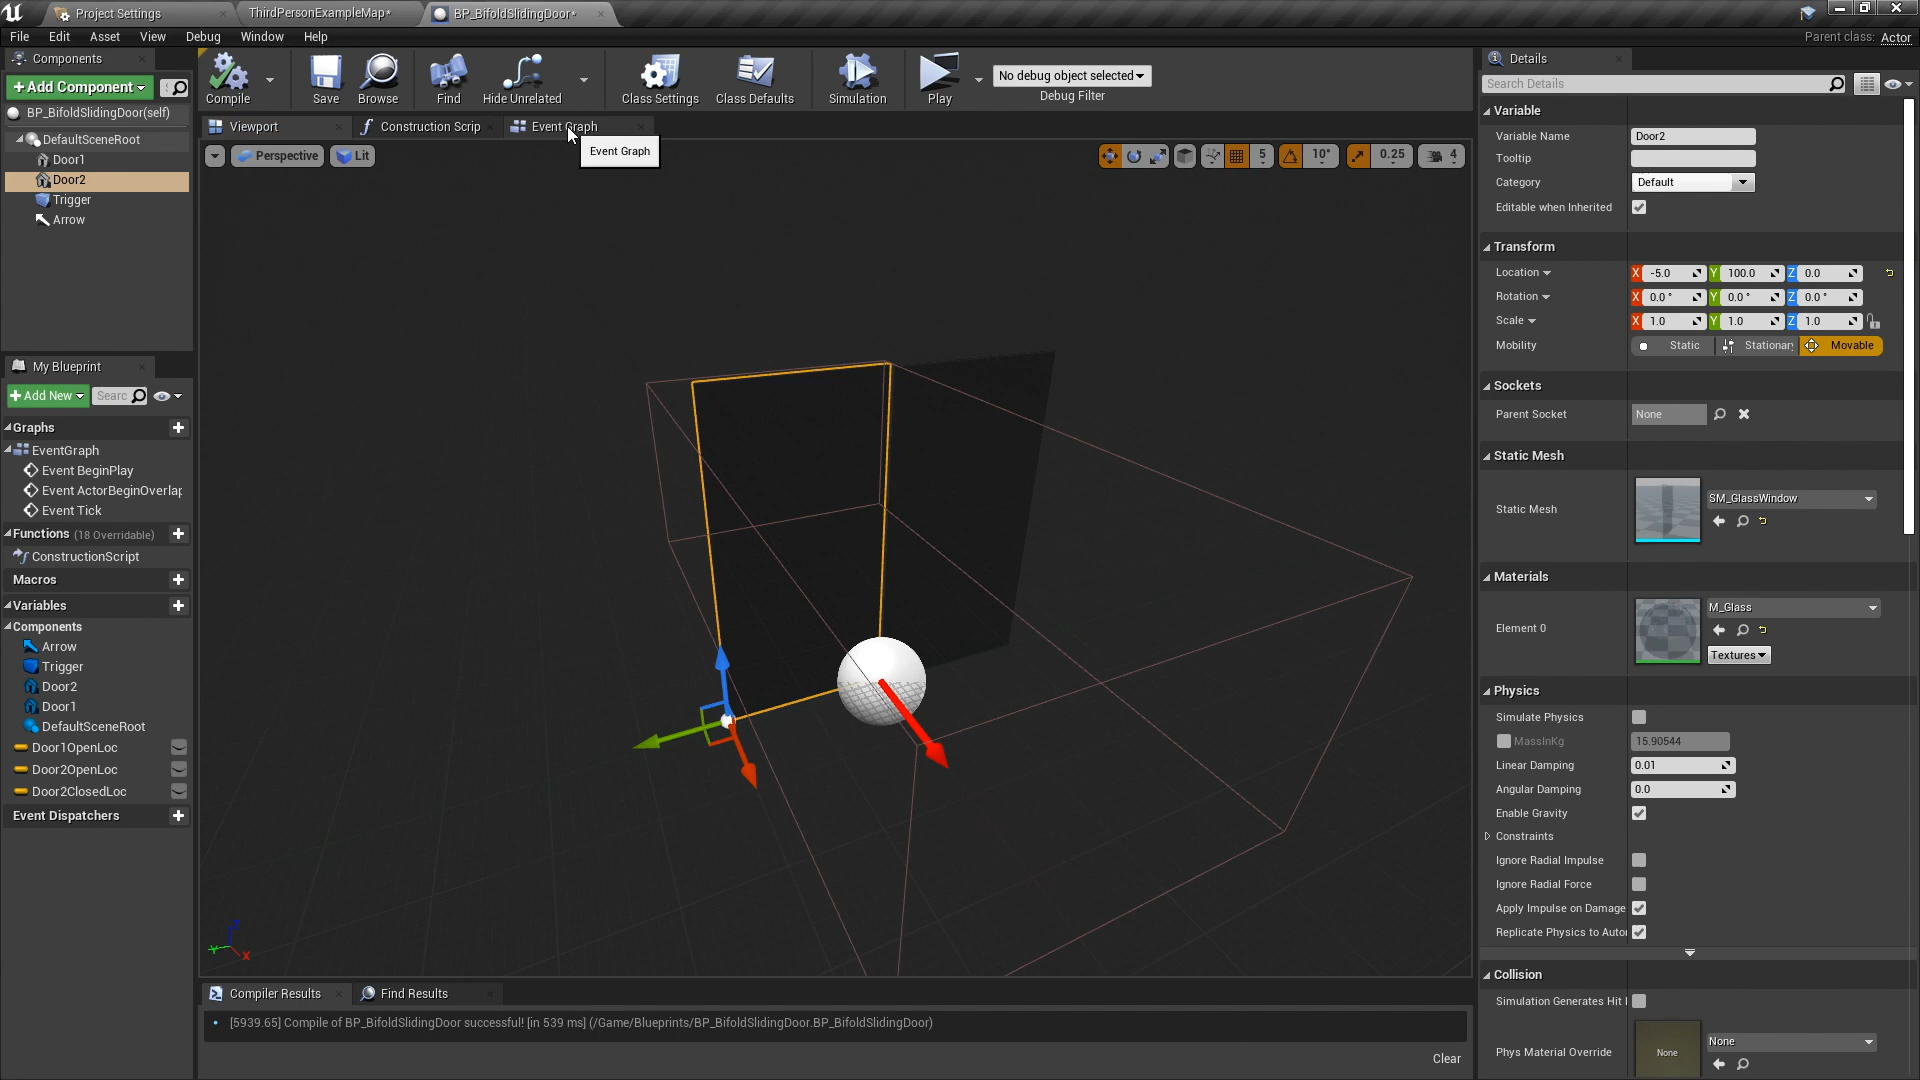 Project Settings
ThirdPersonExampleMap*
BP_BifoldSlidingDoor*
File Edit Asset View Debug Window Help
Parent class: Actor
Components
+Add Component
BP_BifoldSlidingDoor(self)
DefaultSceneRoot
Door1
Door2
Trigger
Arrow
Compile Save Browse Find Hide Unrelated Class Settings Class Defaults Simulation Play
No debug object selected
Debug Filter
Viewport
Construction Scrip
Event Graph
Event Graph
Perspective Lit
5 10° 0.25 4
My Blueprint
+Add New
Searc
Graphs
EventGraph
Event BeginPlay
Event ActorBeginOverlap
Event Tick
Functions (18 Overridable)
ConstructionScript
Macros
Variables
Components
Arrow
Trigger
Door2
Door1
DefaultSceneRoot
Door1OpenLoc
Door2OpenLoc
Door2ClosedLoc
Event Dispatchers
Z
Y
X
Compiler Results
Find Results
[5939.65] Compile of BP_BifoldSlidingDoor successful! [in 539 ms] (/Game/Blueprints/BP_BifoldSlidingDoor.BP_BifoldSlidingDoor)
Clear
Details
Search Details
Variable
Variable Name Door2
Tooltip
Category Default
Editable when Inherited
Transform
Location X -5.0 Y 100.0 Z 0.0
Rotation X 0.0 ° Y 0.0 ° Z 0.0 °
Scale X 1.0 Y 1.0 Z 1.0
Mobility Static Stationar Movable
Sockets
Parent Socket None
Static Mesh
Static Mesh SM_GlassWindow
Materials
Element 0 M_Glass
Textures
Physics
Simulate Physics
MassInKg 15.90544
Linear Damping 0.01
Angular Damping 0.0
Enable Gravity
Constraints
Ignore Radial Impulse
Ignore Radial Force
Apply Impulse on Damage
Replicate Physics to Auto
Collision
Simulation Generates Hit
Phys Material Override None None